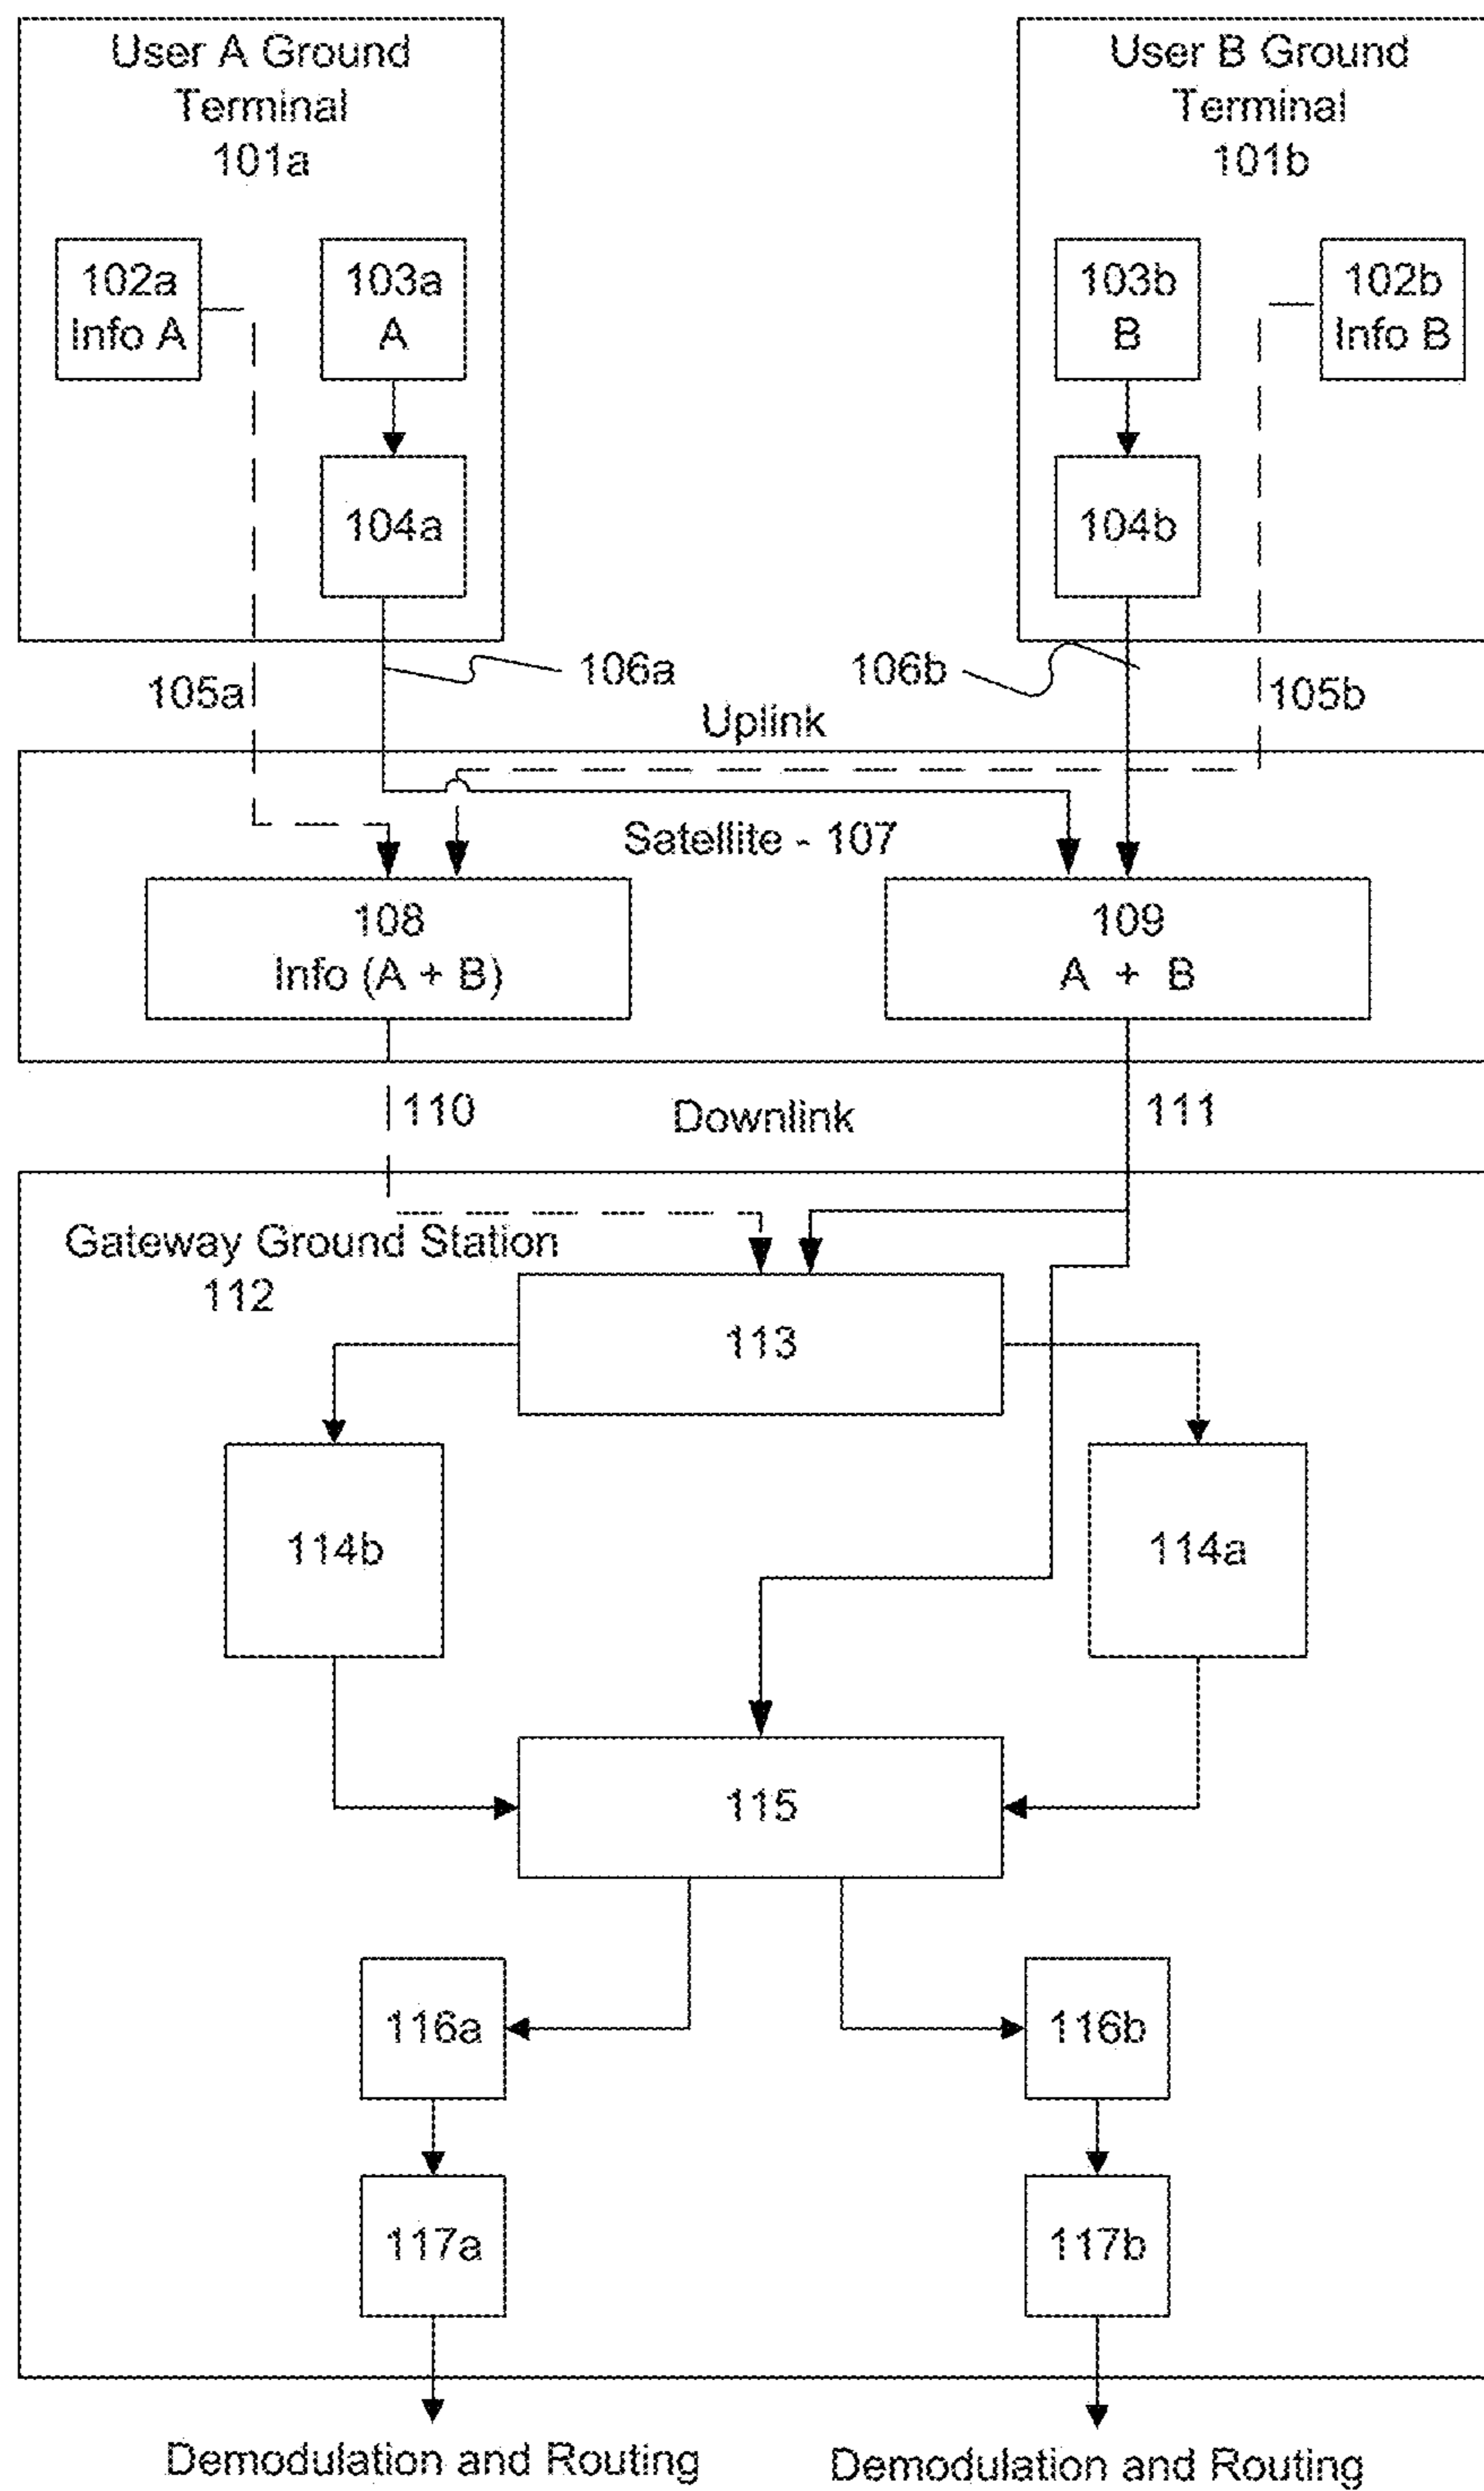 User A Ground
Terminal
101a
User B Ground
Terminal
101b
102a
Info A
103a
A
103b
B
102b
Info B
104a
104b
105a
106a
106b
105b
Uplink
Satellite - 107
108
Info (A + B)
109
A + B
110
Downlink
111
Gateway Ground Station
112
113
114b
114a
115
116a
116b
117a
117b
Demodulation and Routing
Demodulation and Routing